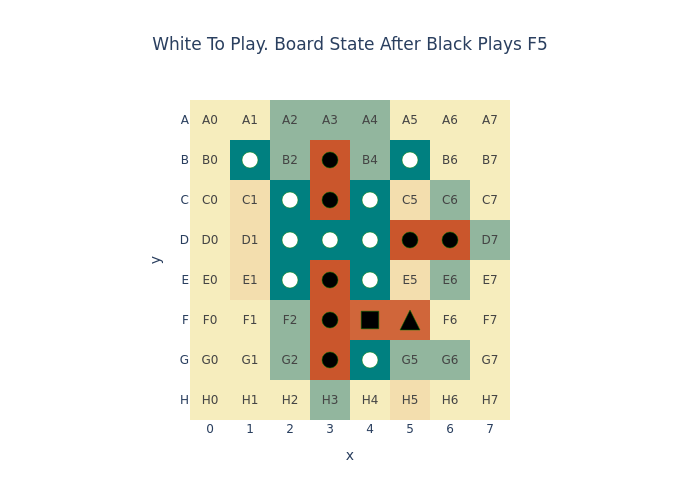 White To Play. Board State After Black Plays F5
A A0 A1 A2 A3 A4 A5 A6 A7
B B0 B2 B4 B6 B7
C C0 C1 C5 C6 C7
D D0 D1 D7
E E0 E1 E5 E6 E7
F F0 F1 F2 F6 F7
G G0 G1 G2 G5 G6 G7
H H0 H1 H2 H3 H4 H5 H6 H7
0 1 2 3 4 5 6 7
x
y